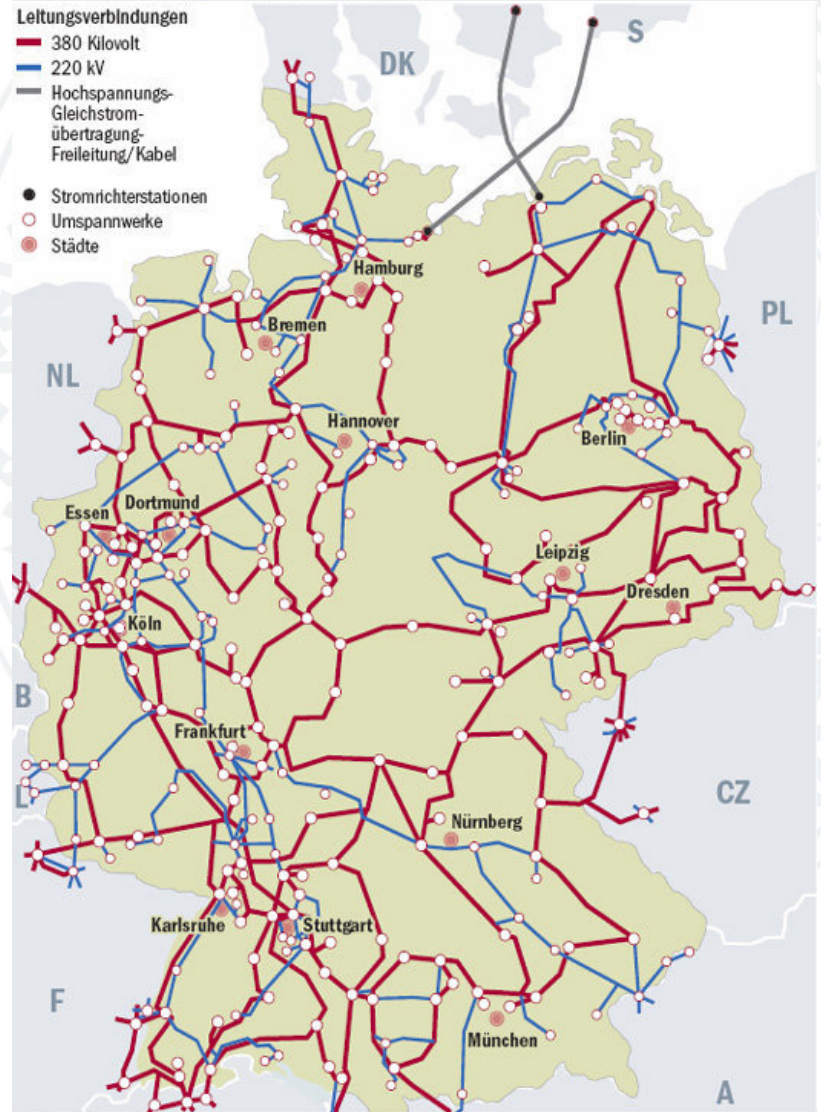 Leitungsverbindungen
380 Kilovolt
220 kV
Hochspannungs-
Gleichstrom-
übertragung-
Freileitung/Kabel
Stromrichterstationen
Umspannwerke
Städte
DK
S
Hamburg
Bremen
PL
NL
Hannover
Berlin
Essen
Dortmund
Leipzig
Dresden
Köln
B
Frankfurt
L
CZ
Nürnberg
Karlsruhe
Stuttgart
F
München
A